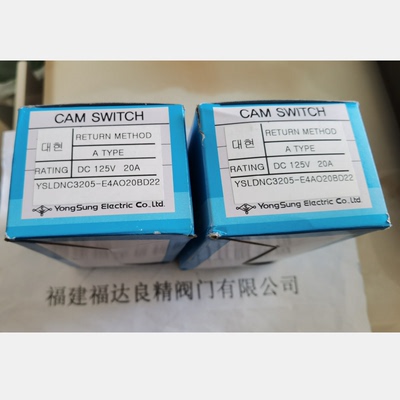 CAM SWITCH
대현
RETURN METHOD
A TYPE
RATING DC 125V 20A
YSLDNC3205-E4AO20BD22
YongSung Electric Co.,Ltd.
CAM SWITCH
대현
RETURN METHOD
A TYPE
RATING DC 125V 20A
YSLDNC3205-E4AO20BD22
YongSung Electric Co.,Ltd.
福建福达良精阀门有限公司